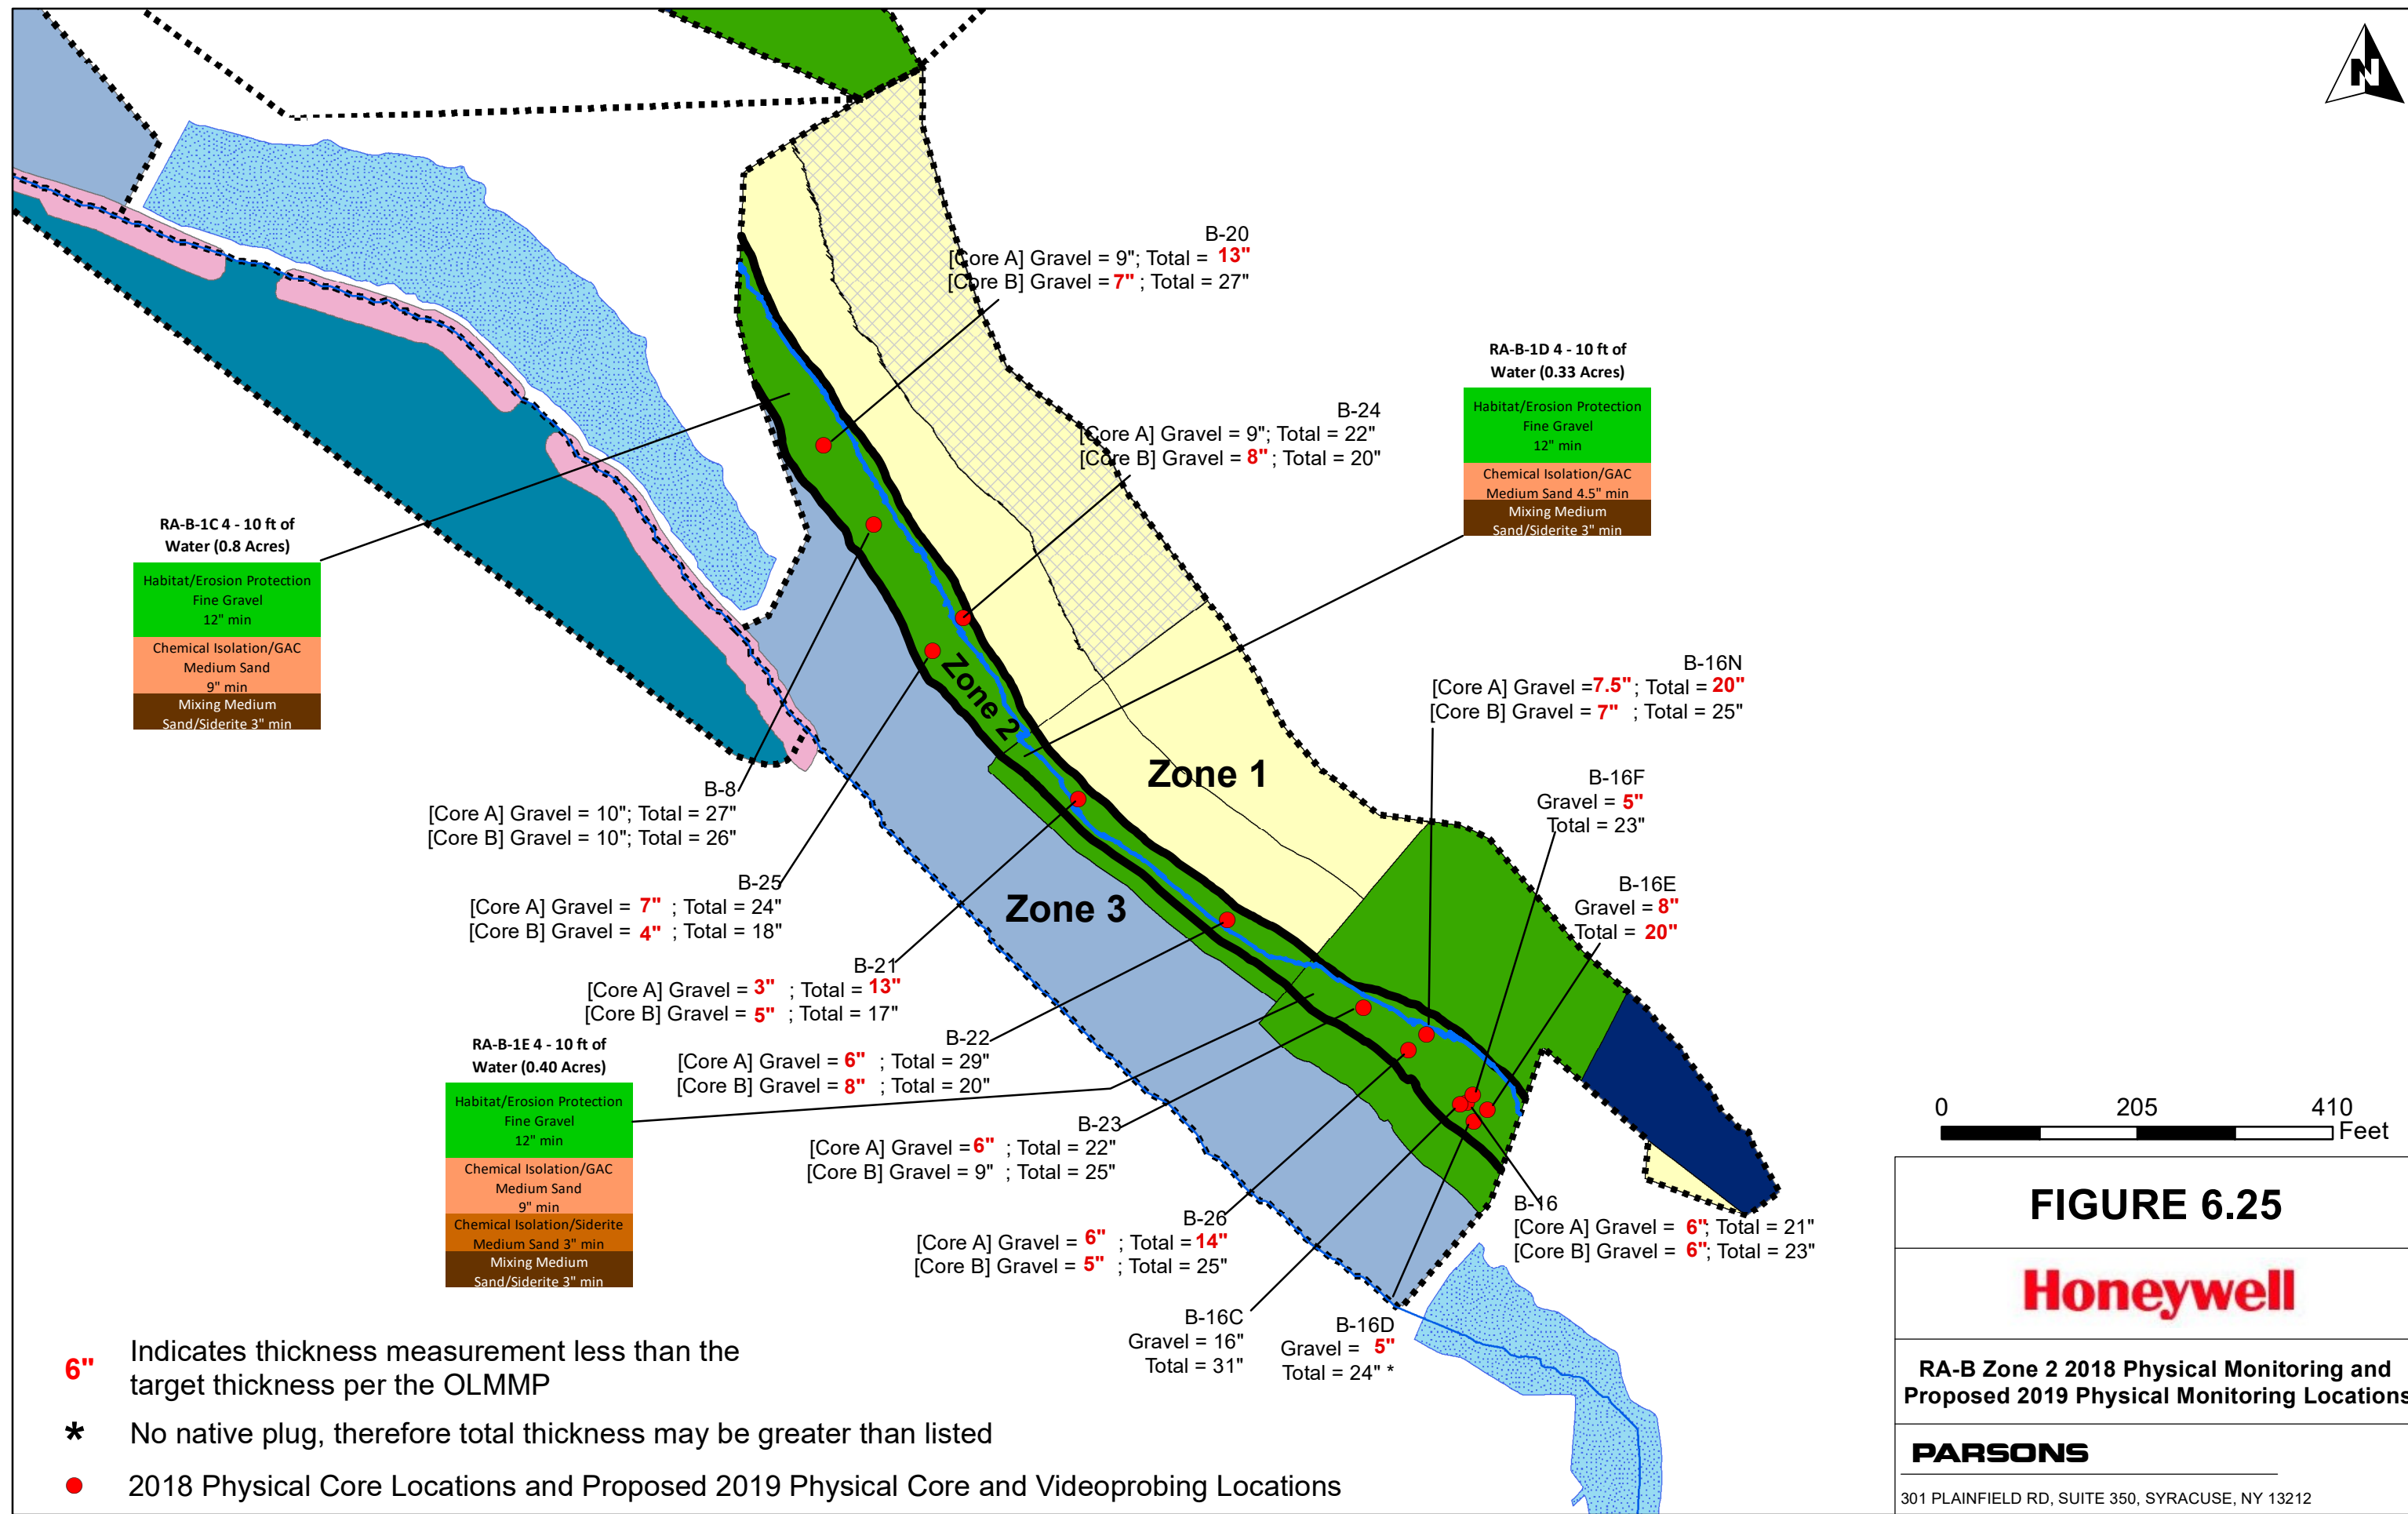 N
B-20
[Core A] Gravel = 9"; Total = 13"
[Core B] Gravel = 7" ; Total = 27"
B-24
[Core A] Gravel = 9"; Total = 22"
[Core B] Gravel = 8" ; Total = 20"
RA-B-1D 4 - 10 ft of
Water (0.33 Acres)
Habitat/Erosion Protection
Fine Gravel
12" min
Chemical Isolation/GAC
Medium Sand 4.5" min
Mixing Medium
Sand/Siderite 3" min
RA-B-1C 4 - 10 ft of
Water (0.8 Acres)
Habitat/Erosion Protection
Fine Gravel
12" min
Chemical Isolation/GAC
Medium Sand
9" min
Mixing Medium
Sand/Siderite 3" min
Zone 2
Zone 1
Zone 3
B-16N
[Core A] Gravel =7.5" ; Total = 20"
[Core B] Gravel = 7" ; Total = 25"
B-16F
Gravel = 5"
Total = 23"
B-16E
Gravel = 8"
Total = 20"
B-8
[Core A] Gravel = 10"; Total = 27"
[Core B] Gravel = 10"; Total = 26"
B-25
[Core A] Gravel = 7" ; Total = 24"
[Core B] Gravel = 4" ; Total = 18"
B-21
[Core A] Gravel = 3" ; Total = 13"
[Core B] Gravel = 5" ; Total = 17"
B-22
[Core A] Gravel = 6" ; Total = 29"
[Core B] Gravel = 8" ; Total = 20"
RA-B-1E 4 - 10 ft of
Water (0.40 Acres)
Habitat/Erosion Protection
Fine Gravel
12" min
Chemical Isolation/GAC
Medium Sand
9" min
Chemical Isolation/Siderite
Medium Sand 3" min
Mixing Medium
Sand/Siderite 3" min
B-23
[Core A] Gravel = 6" ; Total = 22"
[Core B] Gravel = 9" ; Total = 25"
B-26
[Core A] Gravel = 6" ; Total = 14"
[Core B] Gravel = 5" ; Total = 25"
B-16
[Core A] Gravel = 6"; Total = 21"
[Core B] Gravel = 6"; Total = 23"
B-16C
Gravel = 16"
Total = 31"
B-16D
Gravel = 5"
Total = 24" *
0 205 410
Feet
6" Indicates thickness measurement less than the
target thickness per the OLMMP
* No native plug, therefore total thickness may be greater than listed
2018 Physical Core Locations and Proposed 2019 Physical Core and Videoprobing Locations
FIGURE 6.25
Honeywell
RA-B Zone 2 2018 Physical Monitoring and
Proposed 2019 Physical Monitoring Locations
PARSONS
301 PLAINFIELD RD, SUITE 350, SYRACUSE, NY 13212